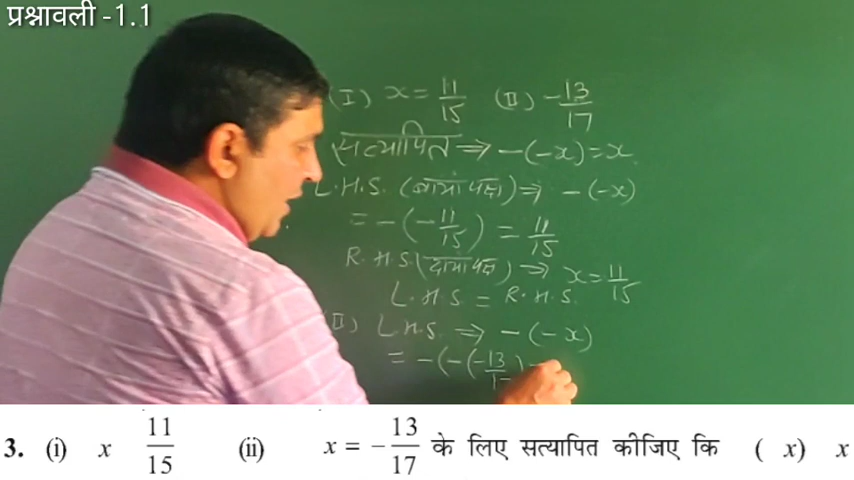 प्रश्नावली -1.1
(I) x = 11/15 (II) -13/17
सत्यापित ⇒ -(-x) = x
L.H.S. (बायां पक्ष) ⇒ -(-x)
= -(-11/15) = 11/15
R.H.S. (दायां पक्ष) ⇒ x = 11/15
L.H.S = R.H.S.
(II) L.H.S. ⇒ -(-x)
= -(-(-13/1
3. (i) x 11/15 (ii) x = -13/17 के लिए सत्यापित कीजिए कि ( x) x